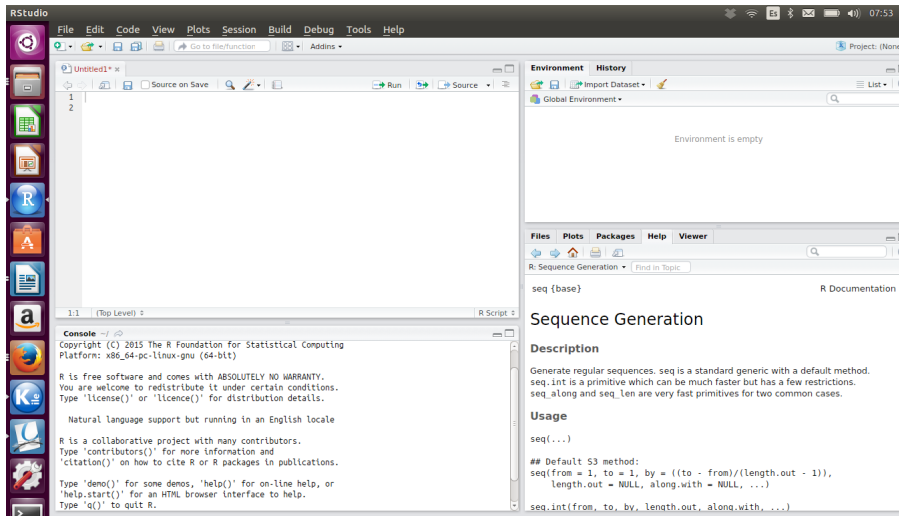 RStudio
Es
07:53
File Edit Code View Plots Session Build Debug Tools Help
Go to file/function
Addins
Project: (None
Untitled1*
Source on Save
Run
Source
1
2
1:1 (Top Level)
R Script
Console ~/
Copyright (C) 2015 The R Foundation for Statistical Computing
Platform: x86_64-pc-linux-gnu (64-bit)
R is free software and comes with ABSOLUTELY NO WARRANTY.
You are welcome to redistribute it under certain conditions.
Type 'license()' or 'licence()' for distribution details.
Natural language support but running in an English locale
R is a collaborative project with many contributors.
Type 'contributors()' for more information and
'citation()' on how to cite R or R packages in publications.
Type 'demo()' for some demos, 'help()' for on-line help, or
'help.start()' for an HTML browser interface to help.
Type 'q()' to quit R.
Environment History
Import Dataset
List
Global Environment
Environment is empty
Files Plots Packages Help Viewer
R: Sequence Generation
Find in Topic
seq {base}
R Documentation
Sequence Generation
Description
Generate regular sequences. seq is a standard generic with a default method.
seq.int is a primitive which can be much faster but has a few restrictions.
seq_along and seq_len are very fast primitives for two common cases.
Usage
seq(...)
## Default S3 method:
seq(from = 1, to = 1, by = ((to - from)/(length.out - 1)),
length.out = NULL, along.with = NULL, ...)
seq.int(from, to, by, length.out, along.with, ...)